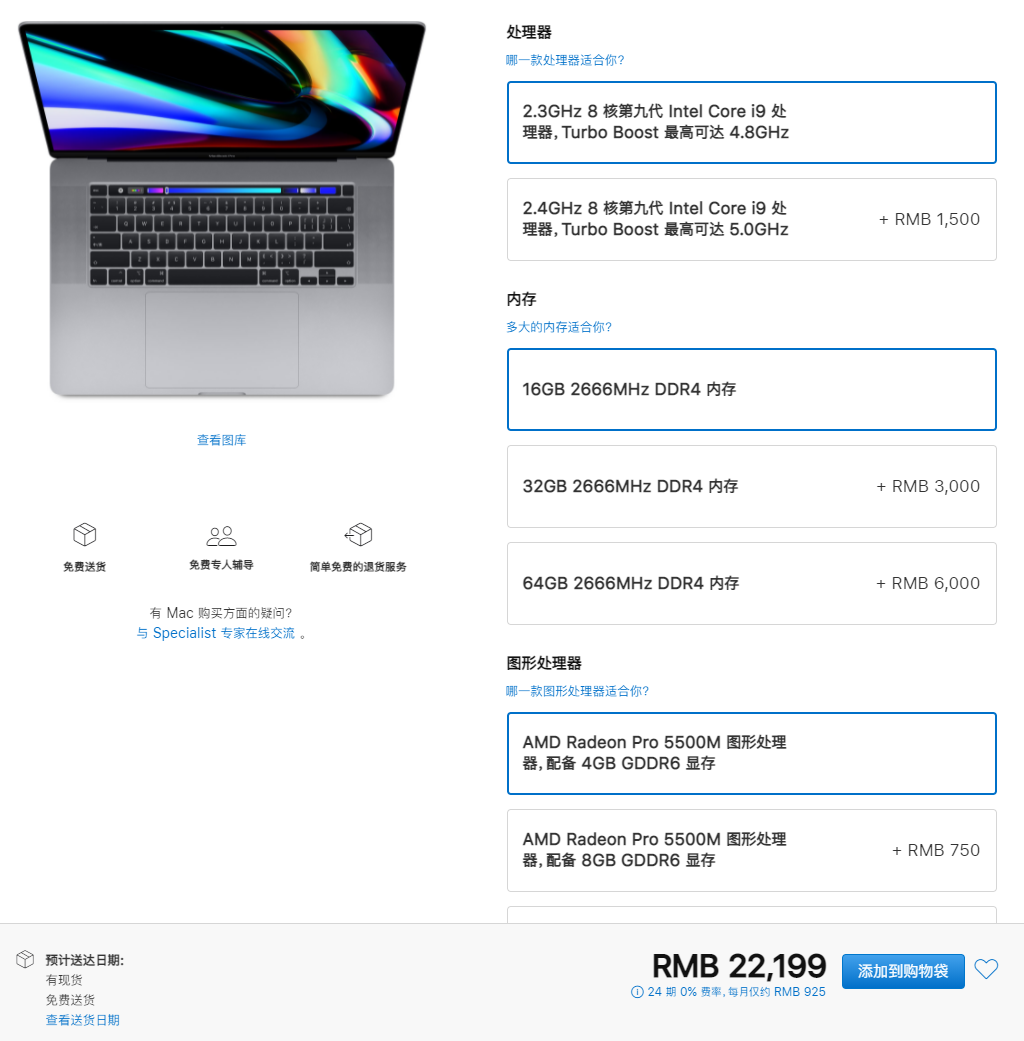 处理器
哪一款处理器适合你?
2.3GHz 8 核第九代 Intel Core i9 处
理器, Turbo Boost 最高可达 4.8GHz
2.4GHz 8 核第九代 Intel Core i9 处
理器, Turbo Boost 最高可达 5.0GHz
+ RMB 1,500
内存
多大的内存适合你?
16GB 2666MHz DDR4 内存
32GB 2666MHz DDR4 内存
+ RMB 3,000
64GB 2666MHz DDR4 内存
+ RMB 6,000
图形处理器
哪一款图形处理器适合你?
AMD Radeon Pro 5500M 图形处理
器, 配备 4GB GDDR6 显存
AMD Radeon Pro 5500M 图形处理
器, 配备 8GB GDDR6 显存
+ RMB 750
查看图库
免费送货
免费专人辅导
简单免费的退货服务
有 Mac 购买方面的疑问?
与 Specialist 专家在线交流 。
预计送达日期:
有现货
免费送货
查看送货日期
RMB 22,199
24 期 0% 费率, 每月仅约 RMB 925
添加到购物袋